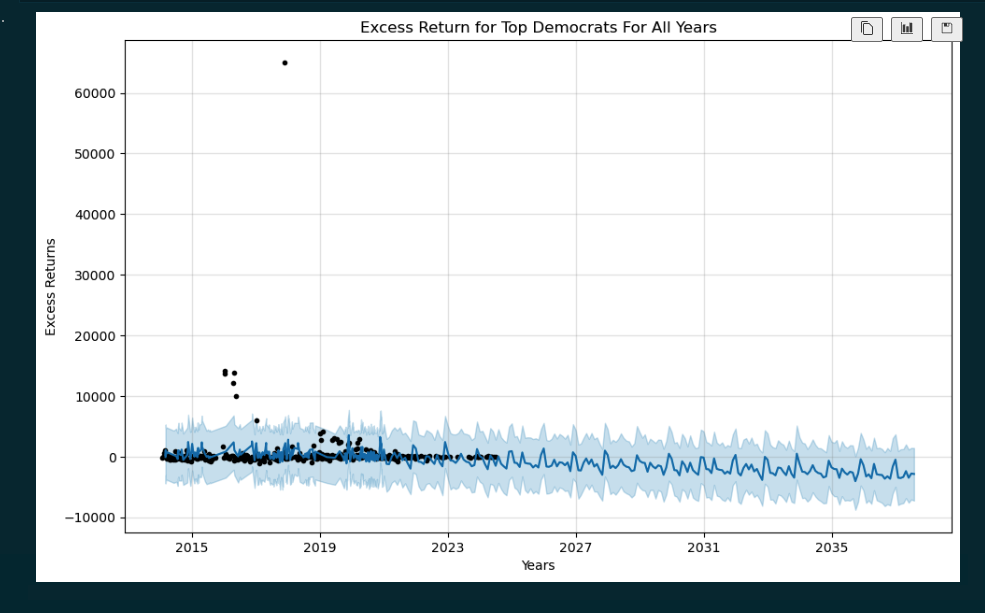 Excess Return for Top Democrats For All Years
60000
50000
40000
30000
20000
10000
0
−10000
Excess Returns
2015 2019 2023 2027 2031 2035
Years